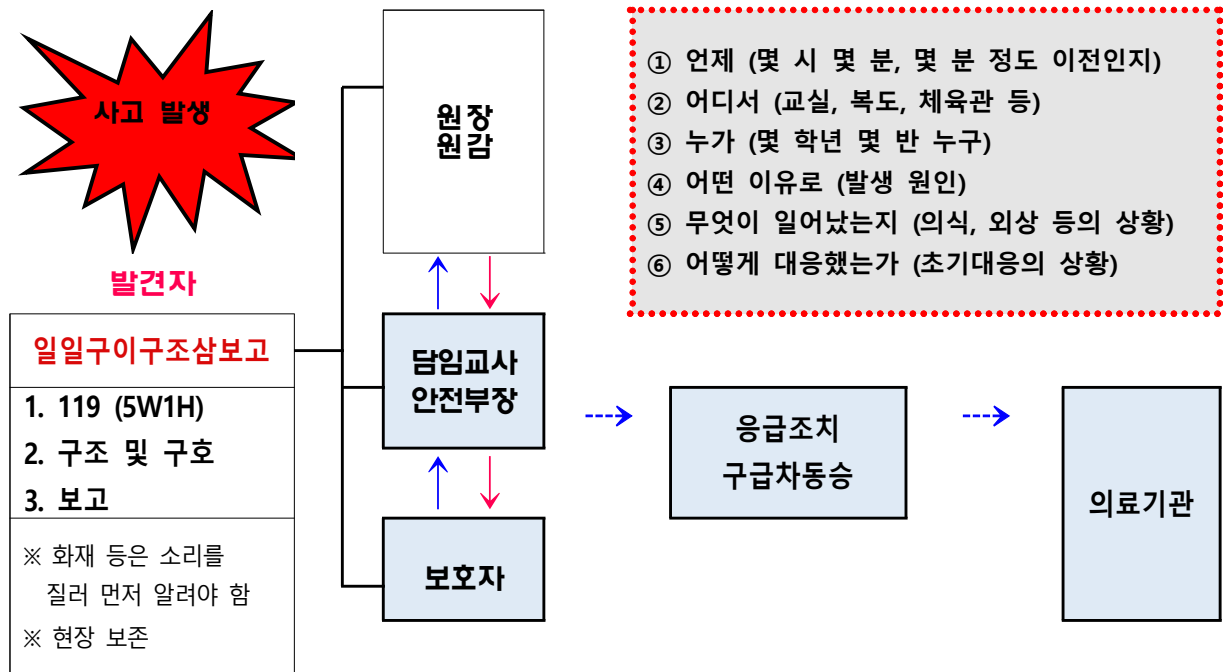 사고 발생
발견자
일일구이구조삼보고
1. 119 (5W1H)
2. 구조 및 구호
3. 보고
※ 화재 등은 소리를
질러 먼저 알려야 함
※ 현장 보존
원장
원감
담임교사
안전부장
보호자
① 언제 (몇 시 몇 분, 몇 분 정도 이전인지)
② 어디서 (교실, 복도, 체육관 등)
③ 누가 (몇 학년 몇 반 누구)
④ 어떤 이유로 (발생 원인)
⑤ 무엇이 일어났는지 (의식, 외상 등의 상황)
⑥ 어떻게 대응했는가 (초기대응의 상황)
응급조치
구급차동승
의료기관